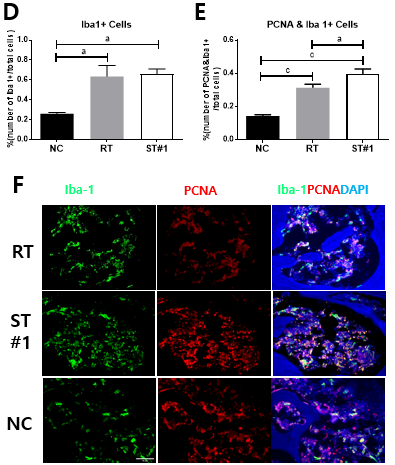 D
Iba1+ Cells
a
a
%(number of Iba 1+/total cells)
0.8
0.6
0.4
0.2
0.0
NC RT ST#1
E
PCNA & Iba 1+ Cells
a
c
c
%(number of PCNA&Iba1+
/total cells)
0.6
0.4
0.2
0.0
NC RT ST#1
F
Iba-1 PCNA Iba-1PCNADAPI
RT
ST
#1
NC